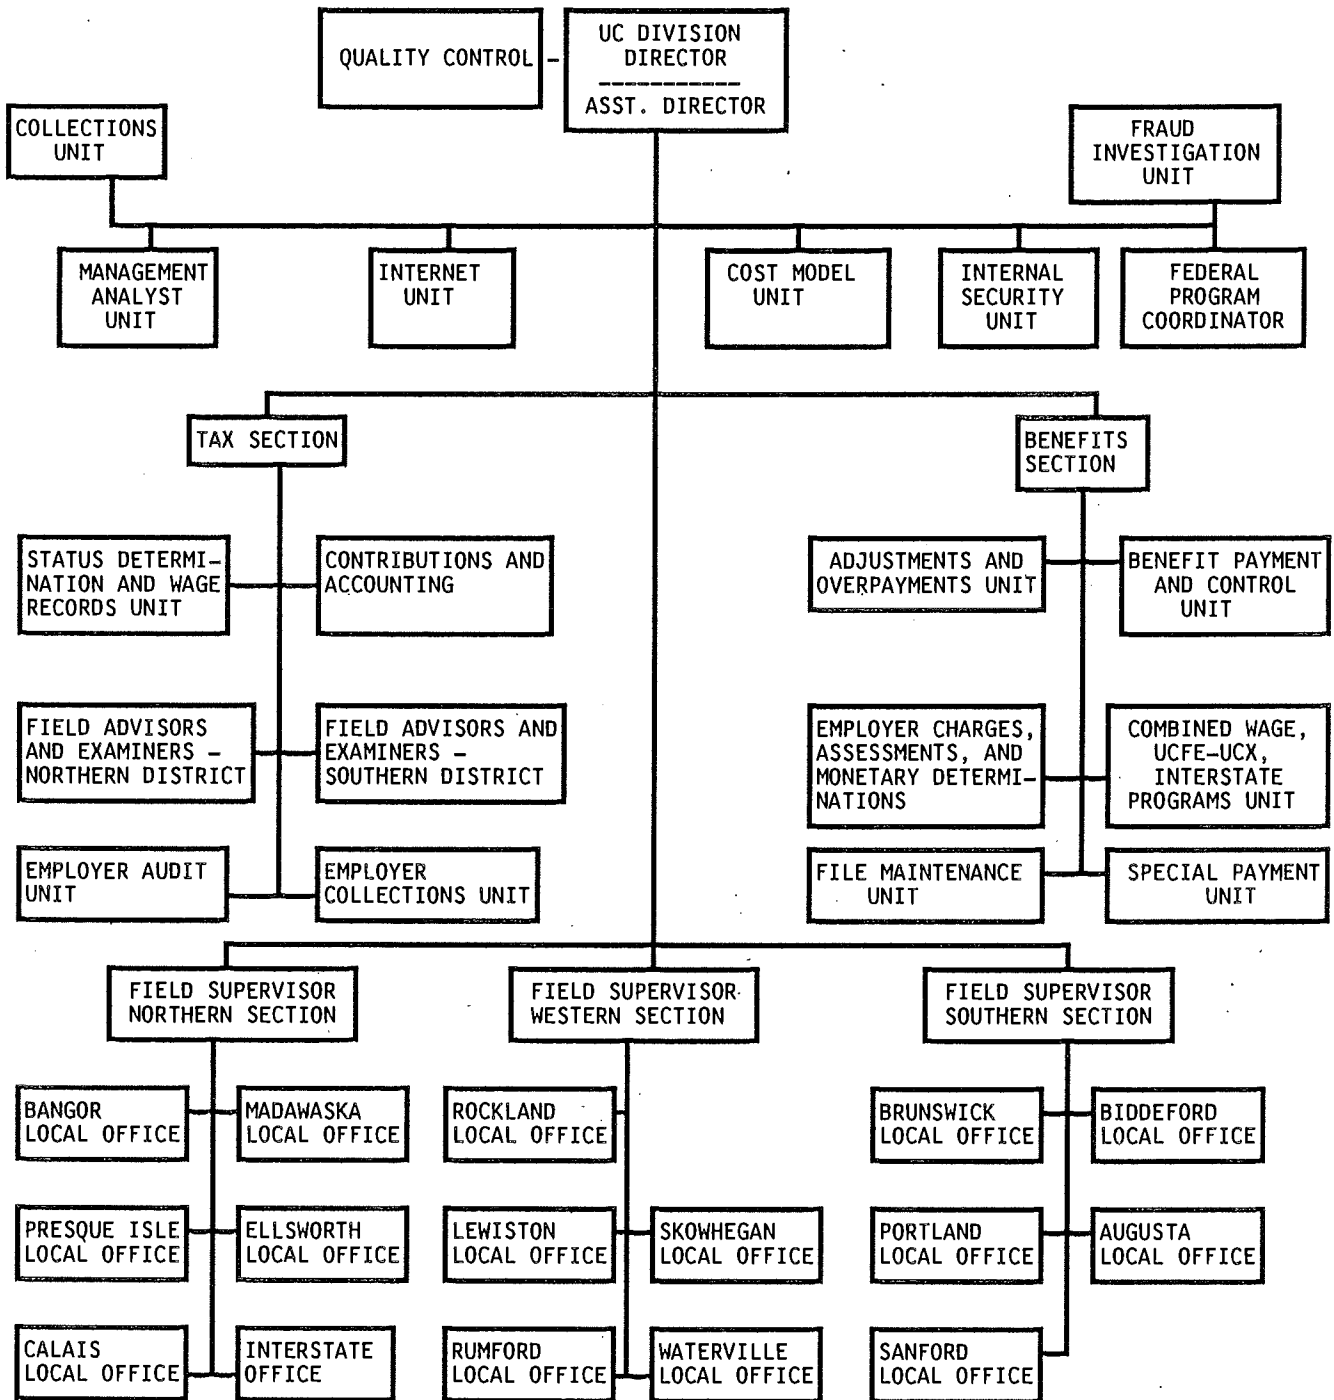 QUALITY CONTROL –
UC DIVISION
DIRECTOR
-----------
ASST. DIRECTOR
COLLECTIONS
UNIT
FRAUD
INVESTIGATION
UNIT
MANAGEMENT
ANALYST
UNIT
INTERNET
UNIT
COST MODEL
UNIT
INTERNAL
SECURITY
UNIT
FEDERAL
PROGRAM
COORDINATOR
TAX SECTION
BENEFITS
SECTION
STATUS DETERMI–
NATION AND WAGE
RECORDS UNIT
CONTRIBUTIONS AND
ACCOUNTING
ADJUSTMENTS AND
OVERPAYMENTS UNIT
BENEFIT PAYMENT
AND CONTROL
UNIT
FIELD ADVISORS
AND EXAMINERS –
NORTHERN DISTRICT
FIELD ADVISORS AND
EXAMINERS –
SOUTHERN DISTRICT
EMPLOYER CHARGES,
ASSESSMENTS, AND
MONETARY DETERMI–
NATIONS
COMBINED WAGE,
UCFE–UCX,
INTERSTATE
PROGRAMS UNIT
EMPLOYER AUDIT
UNIT
EMPLOYER
COLLECTIONS UNIT
FILE MAINTENANCE
UNIT
SPECIAL PAYMENT
UNIT
FIELD SUPERVISOR
NORTHERN SECTION
FIELD SUPERVISOR
WESTERN SECTION
FIELD SUPERVISOR
SOUTHERN SECTION
BANGOR
LOCAL OFFICE
MADAWASKA
LOCAL OFFICE
ROCKLAND
LOCAL OFFICE
BRUNSWICK
LOCAL OFFICE
BIDDEFORD
LOCAL OFFICE
PRESQUE ISLE
LOCAL OFFICE
ELLSWORTH
LOCAL OFFICE
LEWISTON
LOCAL OFFICE
SKOWHEGAN
LOCAL OFFICE
PORTLAND
LOCAL OFFICE
AUGUSTA
LOCAL OFFICE
CALAIS
LOCAL OFFICE
INTERSTATE
OFFICE
RUMFORD
LOCAL OFFICE
WATERVILLE
LOCAL OFFICE
SANFORD
LOCAL OFFICE